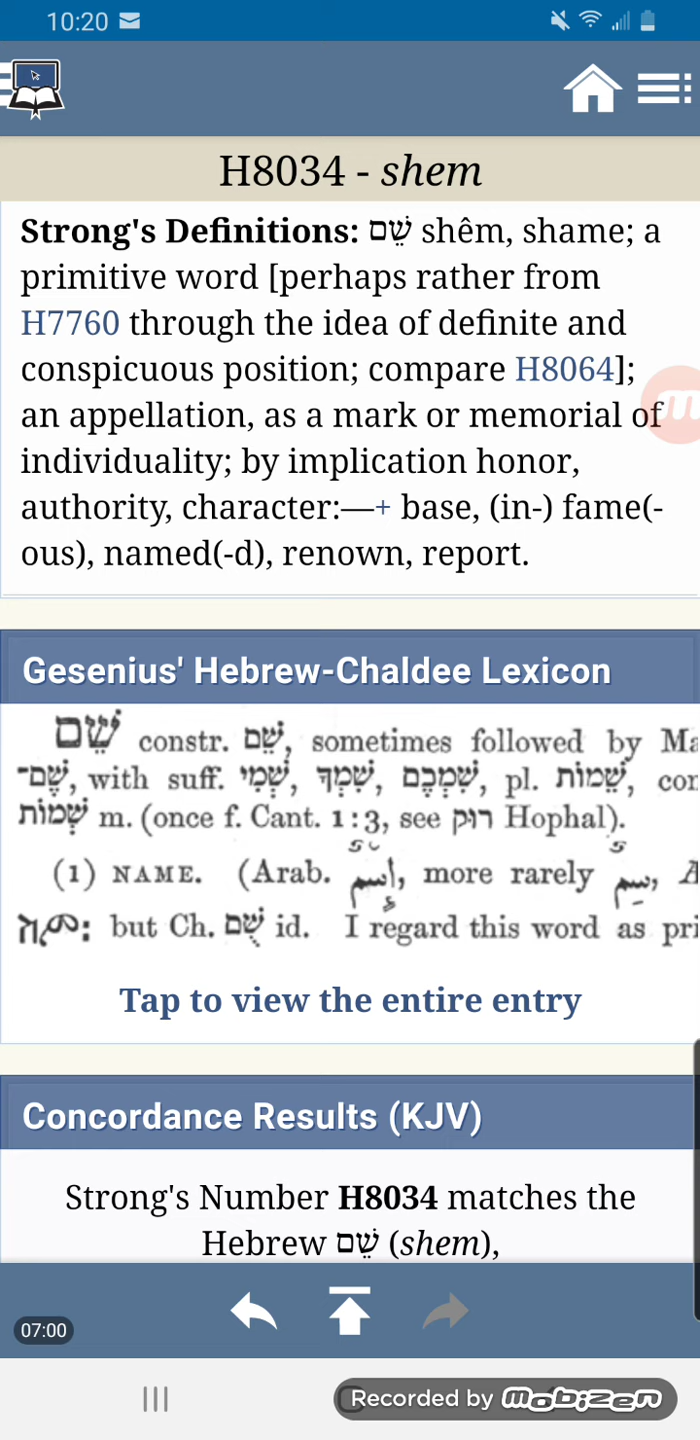 10:20
H8034 - shem
Strong's Definitions: שֵׁם shêm, shame; a
primitive word [perhaps rather from
H7760 through the idea of definite and
conspicuous position; compare H8064];
an appellation, as a mark or memorial of
individuality; by implication honor,
authority, character:—+ base, (in-) fame(-
ous), named(-d), renown, report.
Gesenius' Hebrew-Chaldee Lexicon
שֵׁם constr. שֵׁם, sometimes followed by
שֶׁם־, with suff. שְׁמִי, שִׁמְךָ, שִׁמְכֶם, pl. שֵׁמוֹת,
שְׁמוֹת m. (once f. Cant. 1:3, see רוּק Hophal).
(1) NAME. (Arab. إسم, more rarely سم,
but Ch. שֻׁם id. I regard this word as
Tap to view the entire entry
Concordance Results (KJV)
Strong's Number H8034 matches the
Hebrew שֵׁם (shem),
07:00
Recorded by mobizen